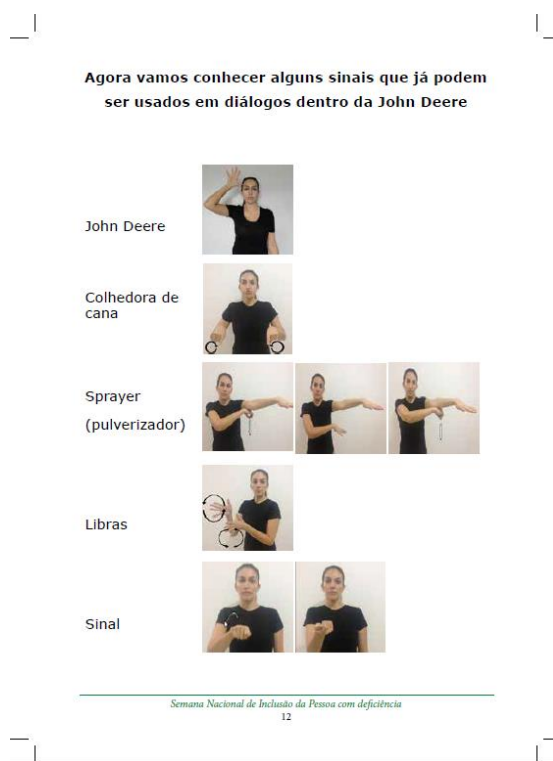 Agora vamos conhecer alguns sinais que já podem
ser usados em diálogos dentro da John Deere
John Deere
Colhedora de
cana
Sprayer
(pulverizador)
Libras
Sinal
Semana Nacional de Inclusão da Pessoa com deficiência
12